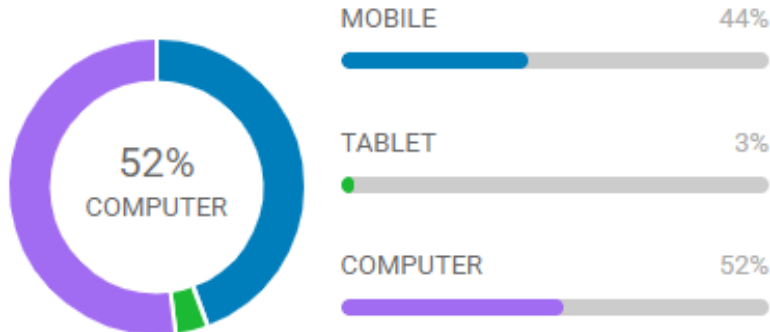 52%
COMPUTER
MOBILE 44%
TABLET 3%
COMPUTER 52%